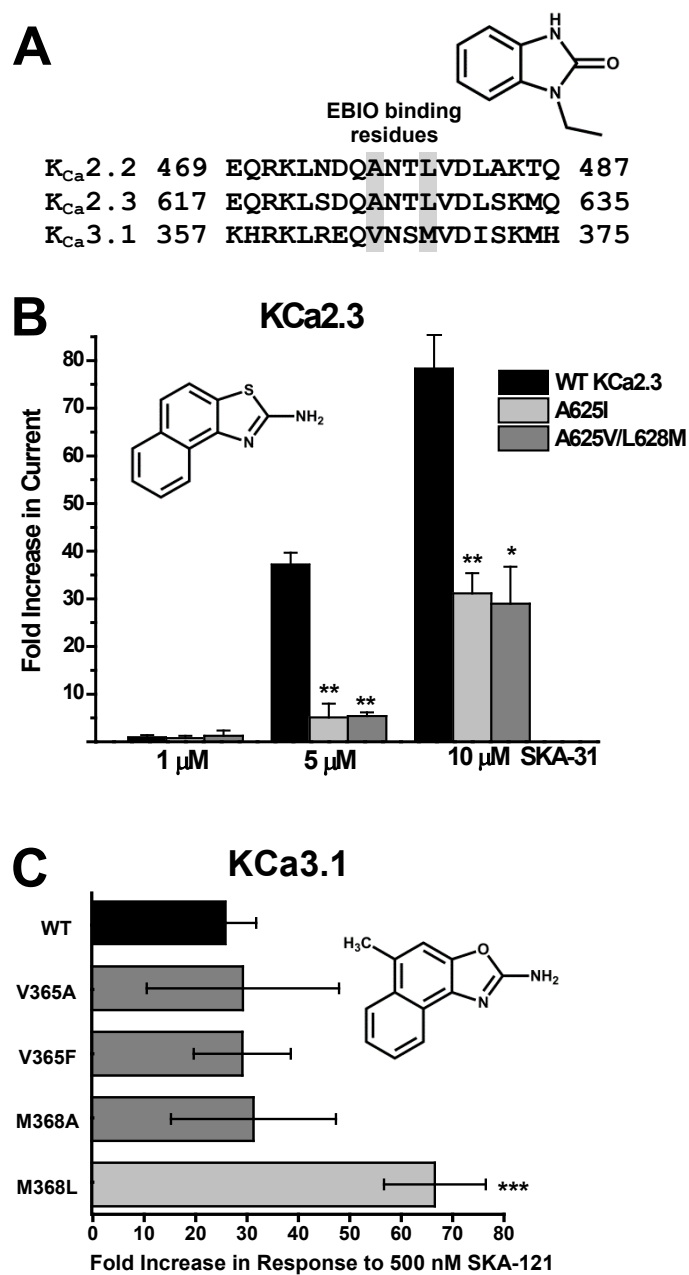 A
H
N
O
N
EBIO binding
residues
K_Ca2.2 469 EQRKLNDQANTLVDLAKTQ 487
K_Ca2.3 617 EQRKLSDQANTLVDLSKMQ 635
K_Ca3.1 357 KHRKLREQVNSMVDISKMH 375
B
KCa2.3
80
70
60
50
40
30
20
10
Fold Increase in Current
S
NH₂
N
WT KCa2.3
A625I
A625V/L628M
** **
** *
1 μM 5 μM 10 μM SKA-31
C
KCa3.1
WT
V365A
V365F
M368A
M368L
H₃C
O
NH₂
N
***
0 10 20 30 40 50 60 70 80
Fold Increase in Response to 500 nM SKA-121